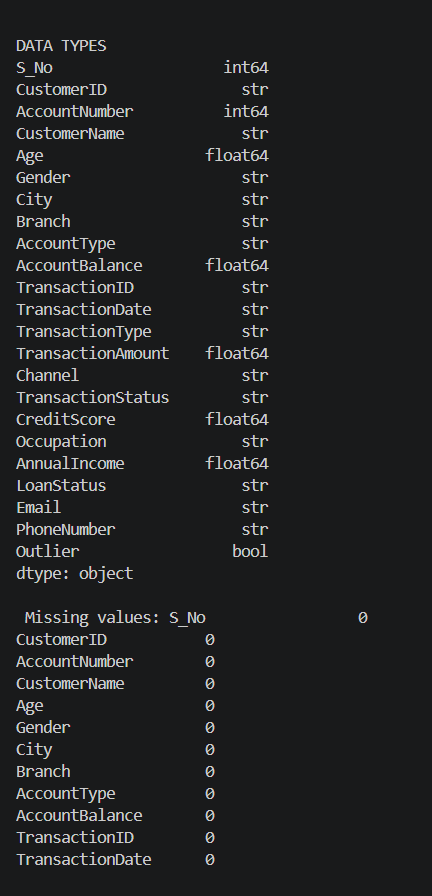 DATA TYPES
S_No                   int64
CustomerID               str
AccountNumber          int64
CustomerName             str
Age                  float64
Gender                   str
City                     str
Branch                   str
AccountType              str
AccountBalance       float64
TransactionID            str
TransactionDate          str
TransactionType          str
TransactionAmount    float64
Channel                  str
TransactionStatus        str
CreditScore          float64
Occupation               str
AnnualIncome         float64
LoanStatus               str
Email                    str
PhoneNumber              str
Outlier                 bool
dtype: object
 Missing values: S_No                 0
CustomerID           0
AccountNumber        0
CustomerName         0
Age                  0
Gender               0
City                 0
Branch               0
AccountType          0
AccountBalance       0
TransactionID        0
TransactionDate      0